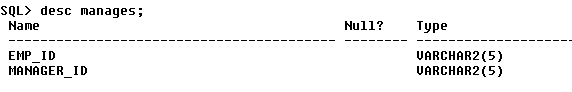 SQL> desc manages;
Name Null? Type
----------------------------------------- -------- --------------------
EMP_ID VARCHAR2(5)
MANAGER_ID VARCHAR2(5)